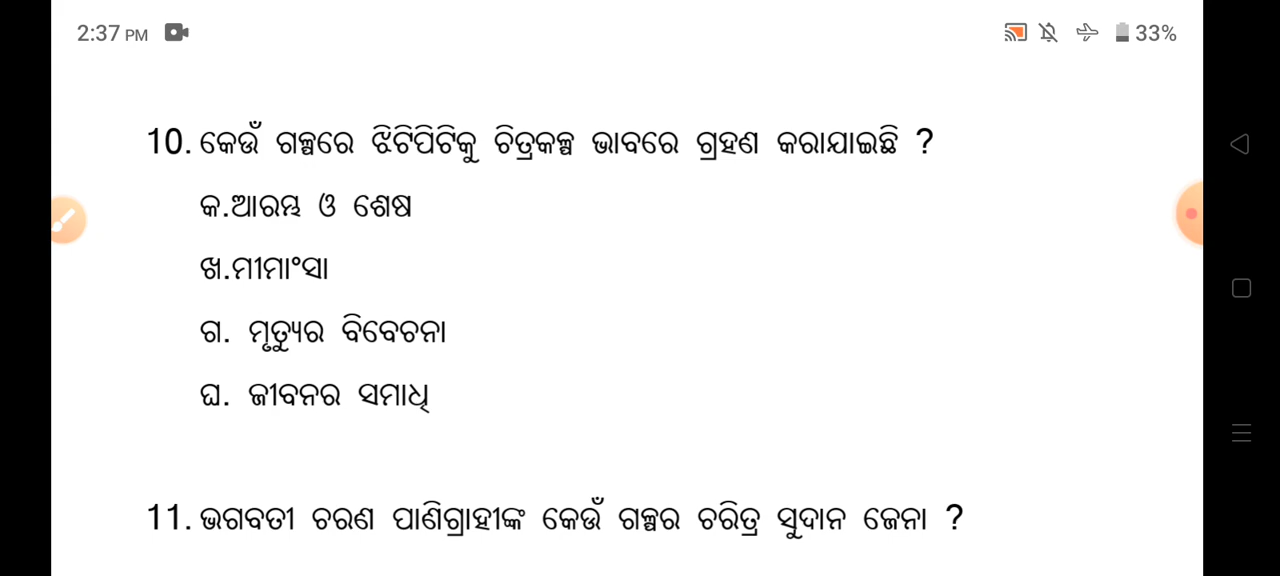 2:37 PM
33%
10. କେଉଁ ଗଳ୍ପରେ ଝିଟିପିଟିକୁ ଚିତ୍ରକଳ୍ପ ଭାବରେ ଗ୍ରହଣ କରାଯାଇଛି ?
କ.ଆରମ୍ଭ ଓ ଶେଷ
ଖ.ମୀମାଂସା
ଗ. ମୃତ୍ୟୁର ବିବେଚନା
ଘ. ଜୀବନର ସମାଧି
11. ଭଗବତୀ ଚରଣ ପାଣିଗ୍ରାହୀଙ୍କ କେଉଁ ଗଳ୍ପର ଚରିତ୍ର ସୁଦାନ ଜେନା ?